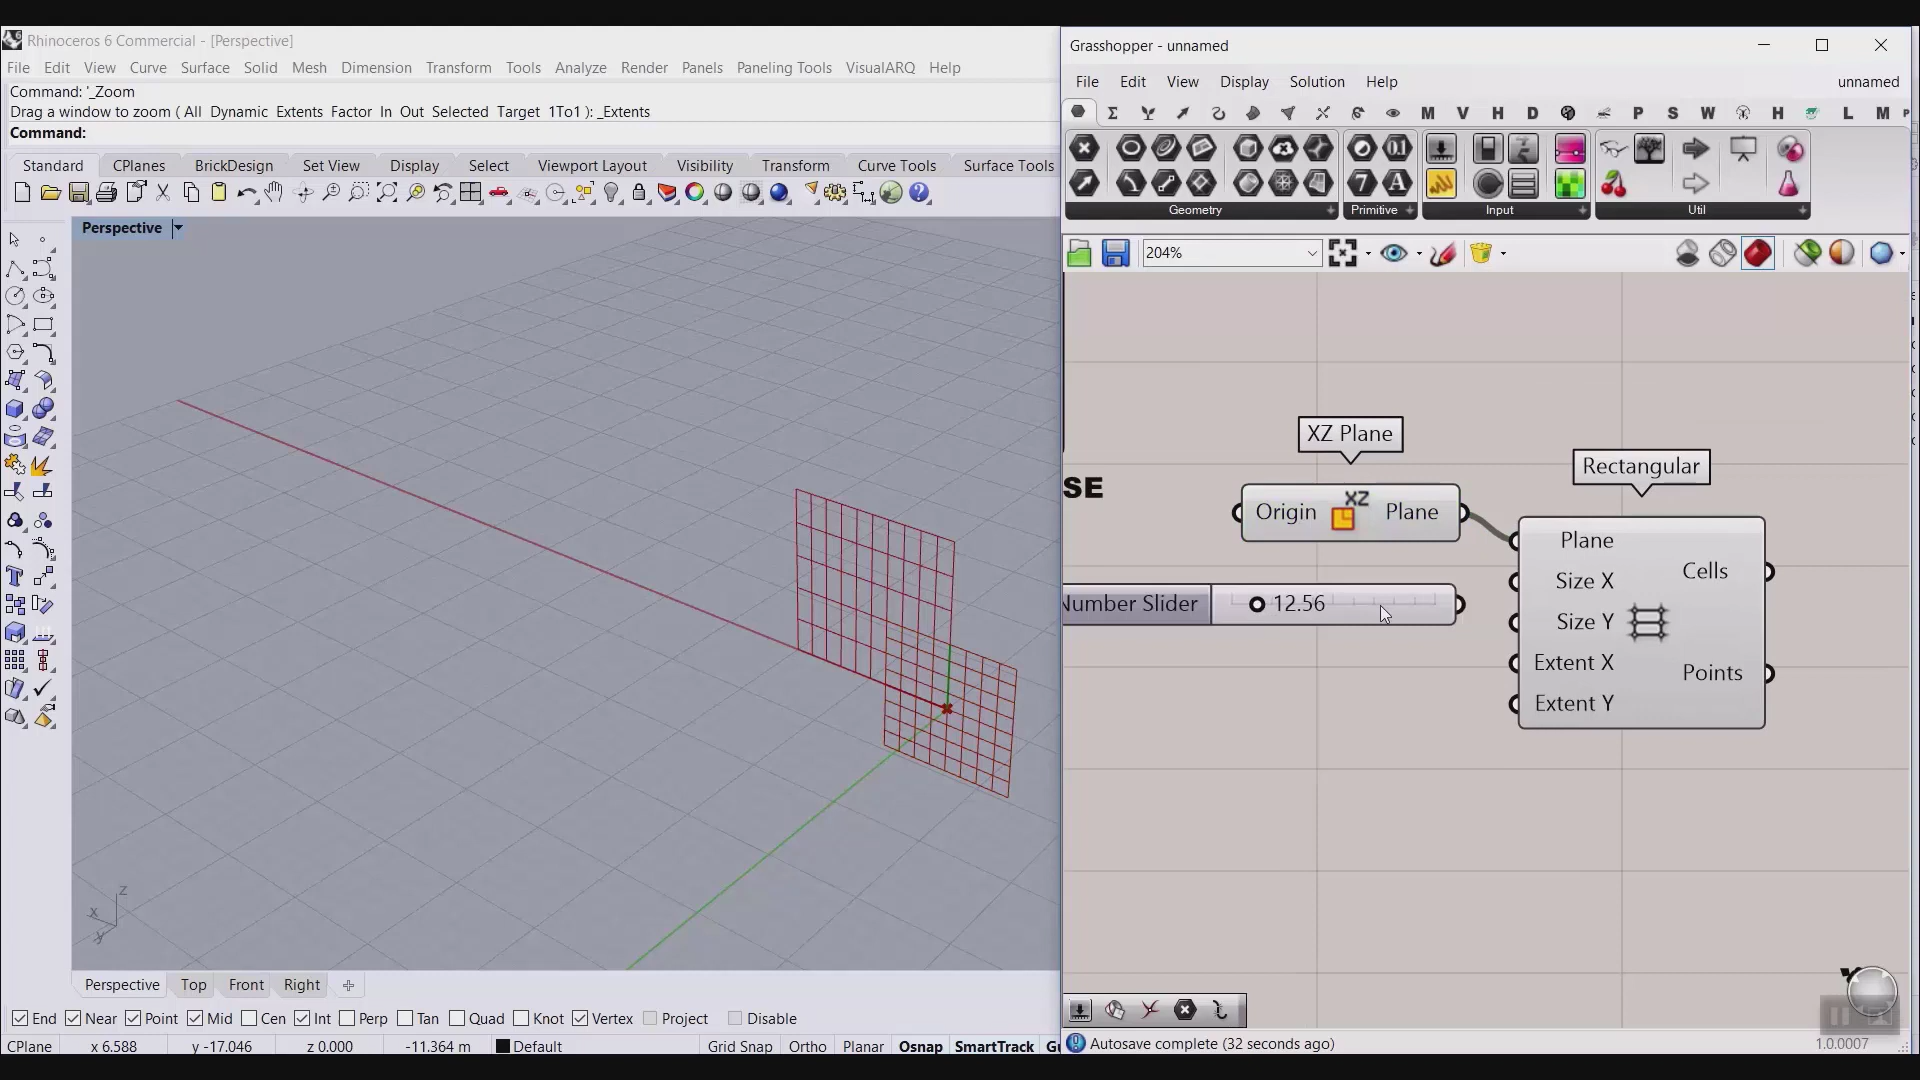 Rhinoceros 6 Commercial - [Perspective]
File Edit View Curve Surface Solid Mesh Dimension Transform Tools Analyze Render Panels Paneling Tools VisualARQ Help
Command: '_Zoom
Drag a window to zoom ( All Dynamic Extents Factor In Out Selected Target 1To1 ): _Extents
Command:
Standard CPlanes BrickDesign Set View Display Select Viewport Layout Visibility Transform Curve Tools Surface Tools
Perspective
z
x
y
Perspective Top Front Right
End Near Point Mid Cen Int Perp Tan Quad Knot Vertex Project Disable
CPlane x 6.588 y -17.046 z 0.000 -11.364 m Default Grid Snap Ortho Planar Osnap SmartTrack
Grasshopper - unnamed
File Edit View Display Solution Help unnamed
M V H D P S W H L M
Geometry Primitive Input Util
204%
XZ Plane
Rectangular
SE
Origin XZ Plane
Plane
Size X
Size Y
Extent X
Extent Y
Cells
Points
Number Slider 12.56
Autosave complete (32 seconds ago) 1.0.0007